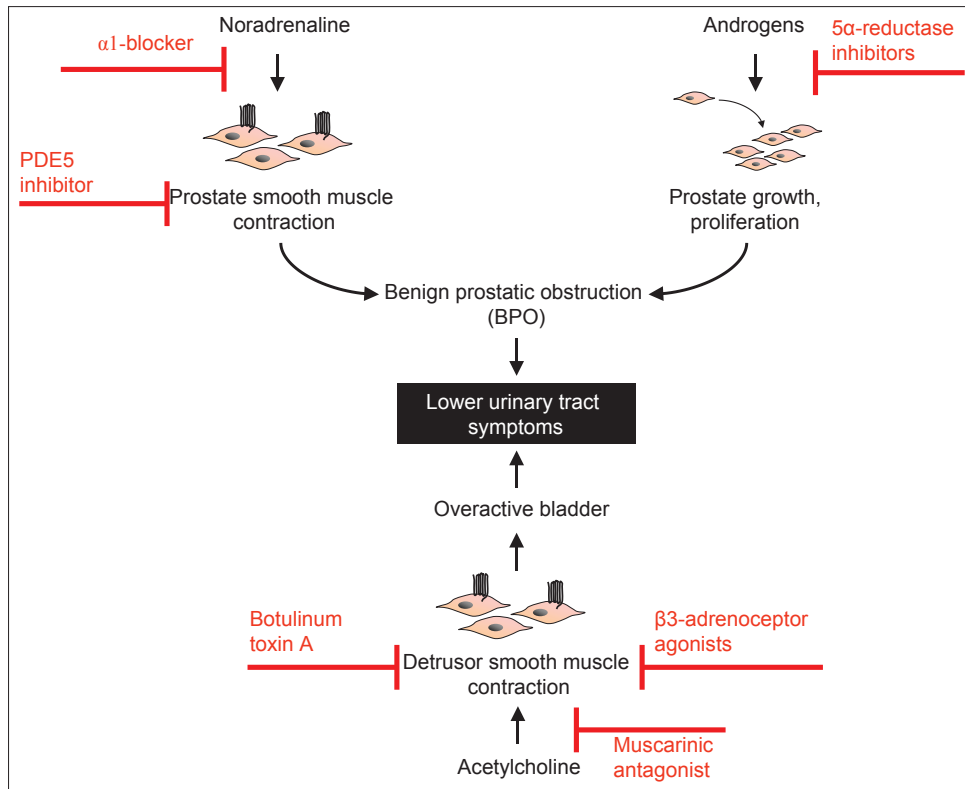 Noradrenaline
α1-blocker
Androgens
5α-reductase
inhibitors
PDE5
inhibitor
Prostate smooth muscle
contraction
Prostate growth,
proliferation
Benign prostatic obstruction
(BPO)
Lower urinary tract
symptoms
Overactive bladder
Botulinum
toxin A
β3-adrenoceptor
agonists
Detrusor smooth muscle
contraction
Acetylcholine
Muscarinic
antagonist